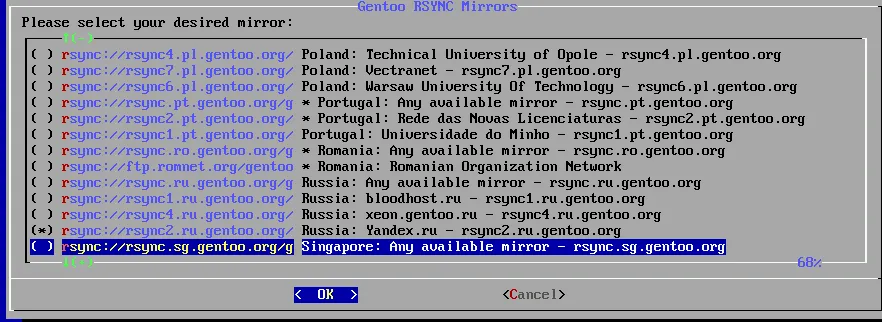 Gentoo RSYNC Mirrors
Please select your desired mirror:
↑(-)
( ) rsync://rsync4.pl.gentoo.org/ Poland: Technical University of Opole - rsync4.pl.gentoo.org
( ) rsync://rsync7.pl.gentoo.org/ Poland: Vectranet - rsync7.pl.gentoo.org
( ) rsync://rsync6.pl.gentoo.org/ Poland: Warsaw University Of Technology - rsync6.pl.gentoo.org
( ) rsync://rsync.pt.gentoo.org/g * Portugal: Any available mirror - rsync.pt.gentoo.org
( ) rsync://rsync2.pt.gentoo.org/ * Portugal: Rede das Novas Licenciaturas - rsync2.pt.gentoo.org
( ) rsync://rsync1.pt.gentoo.org/ Portugal: Universidade do Minho - rsync1.pt.gentoo.org
( ) rsync://rsync.ro.gentoo.org/g * Romania: Any available mirror - rsync.ro.gentoo.org
( ) rsync://ftp.romnet.org/gentoo * Romania: Romanian Organization Network
( ) rsync://rsync.ru.gentoo.org/g Russia: Any available mirror - rsync.ru.gentoo.org
( ) rsync://rsync1.ru.gentoo.org/ Russia: bloodhost.ru - rsync1.ru.gentoo.org
( ) rsync://rsync4.ru.gentoo.org/ Russia: xeon.gentoo.ru - rsync4.ru.gentoo.org
(*) rsync://rsync2.ru.gentoo.org/ Russia: Yandex.ru - rsync2.ru.gentoo.org
( ) rsync://rsync.sg.gentoo.org/g Singapore: Any available mirror - rsync.sg.gentoo.org
↓(+) 68%
< OK > <Cancel>